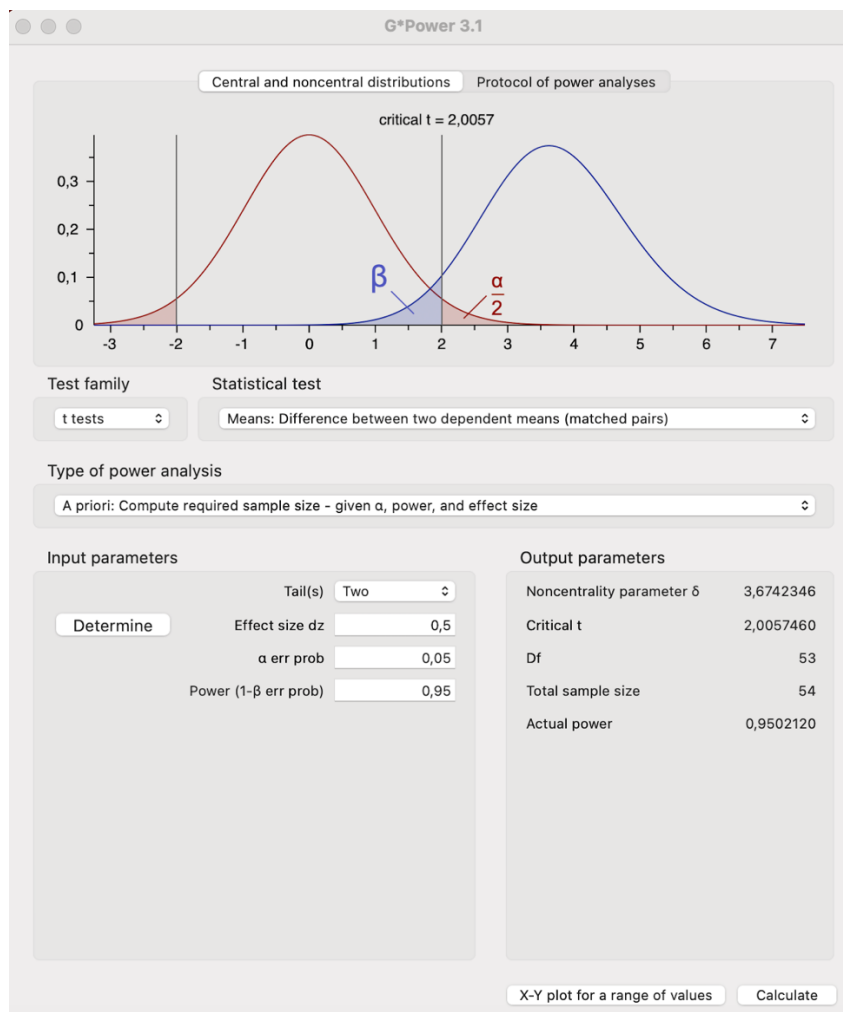 G*Power 3.1
Central and noncentral distributions Protocol of power analyses
critical t = 2,0057
0,3
0,2
0,1
0
β
α
2
-3 -2 -1 0 1 2 3 4 5 6 7
Test family Statistical test
t tests Means: Difference between two dependent means (matched pairs)
Type of power analysis
A priori: Compute required sample size - given α, power, and effect size
Input parameters
Tail(s) Two
Determine Effect size dz 0,5
α err prob 0,05
Power (1-β err prob) 0,95
Output parameters
Noncentrality parameter δ 3,6742346
Critical t 2,0057460
Df 53
Total sample size 54
Actual power 0,9502120
X-Y plot for a range of values Calculate